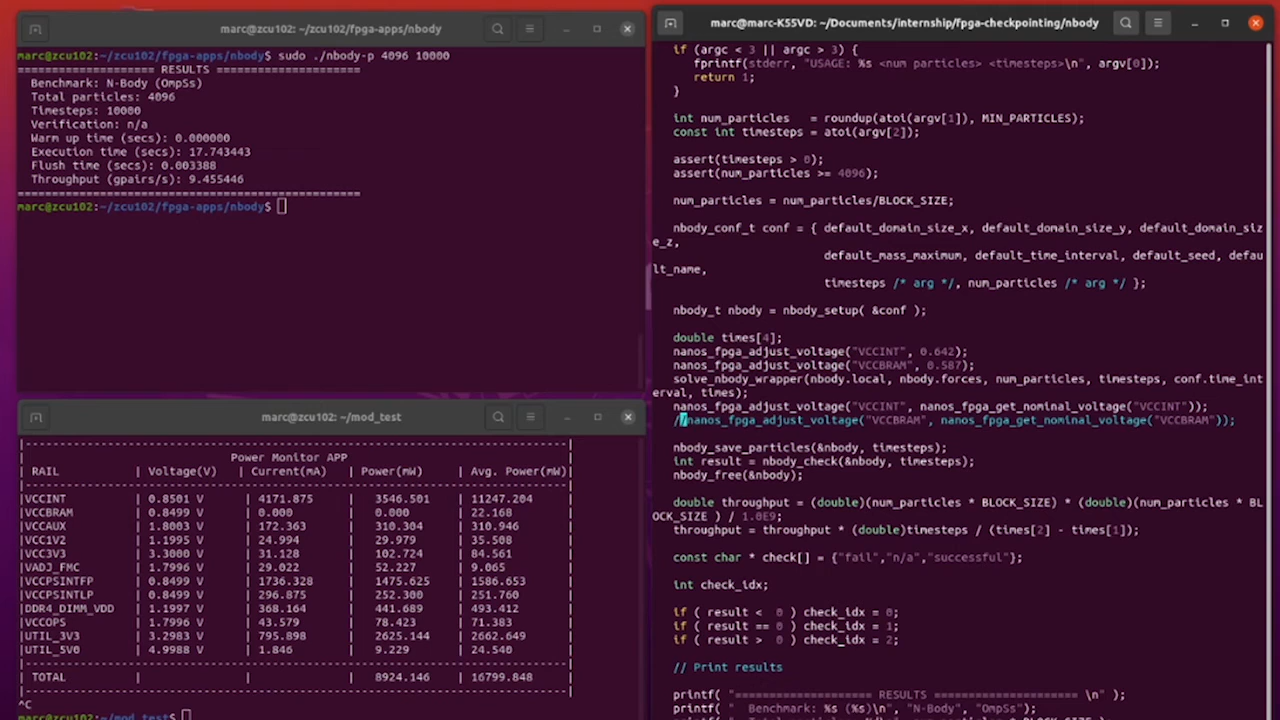 marc@zcu102: ~/zcu102/fpga-apps/nbody
marc@zcu102:~/zcu102/fpga-apps/nbody$ sudo ./nbody-p 4096 10000
==================== RESULTS =====================
Benchmark: N-Body (OmpSs)
Total particles: 4096
Timesteps: 10000
Verification: n/a
Warm up time (secs): 0.000000
Execution time (secs): 17.743443
Flush time (secs): 0.003388
Throughput (gpairs/s): 9.455446
==================================================
marc@zcu102:~/zcu102/fpga-apps/nbody$
marc@zcu102: ~/mod_test
Power Monitor APP
| RAIL | Voltage(V) | Current(mA) | Power(mW) | Avg. Power(mW)|
|VCCINT | 0.8501 V | 4171.875 | 3546.501 | 11247.204 |
|VCCBRAM | 0.8499 V | 0.000 | 0.000 | 22.168 |
|VCCAUX | 1.8003 V | 172.363 | 310.304 | 310.946 |
|VCC1V2 | 1.1995 V | 24.994 | 29.979 | 35.508 |
|VCC3V3 | 3.3000 V | 31.128 | 102.724 | 84.561 |
|VADJ_FMC | 1.7996 V | 29.022 | 52.227 | 9.065 |
|VCCPSINTFP | 0.8499 V | 1736.328 | 1475.625 | 1586.653 |
|VCCPSINTLP | 0.8499 V | 296.875 | 252.300 | 251.760 |
|DDR4_DIMM_VDD | 1.1997 V | 368.164 | 441.689 | 493.412 |
|VCCOPS | 1.7996 V | 43.579 | 78.423 | 71.383 |
|UTIL_3V3 | 3.2983 V | 795.898 | 2625.144 | 2662.649 |
|UTIL_5V0 | 4.9988 V | 1.846 | 9.229 | 24.540 |
| TOTAL | | | 8924.146 | 16799.848 |
^C
marc@zcu102:~/mod_test$
marc@marc-K55VD: ~/Documents/internship/fpga-checkpointing/nbody
if (argc < 3 || argc > 3) {
fprintf(stderr, "USAGE: %s <num particles> <timesteps>\n", argv[0]);
return 1;
}
int num_particles = roundup(atoi(argv[1]), MIN_PARTICLES);
const int timesteps = atoi(argv[2]);
assert(timesteps > 0);
assert(num_particles >= 4096);
num_particles = num_particles/BLOCK_SIZE;
nbody_conf_t conf = { default_domain_size_x, default_domain_size_y, default_domain_siz
e_z,
default_mass_maximum, default_time_interval, default_seed, defau
lt_name,
timesteps /* arg */, num_particles /* arg */ };
nbody_t nbody = nbody_setup( &conf );
double times[4];
nanos_fpga_adjust_voltage("VCCINT", 0.642);
nanos_fpga_adjust_voltage("VCCBRAM", 0.587);
solve_nbody_wrapper(nbody.local, nbody.forces, num_particles, timesteps, conf.time_int
erval, times);
nanos_fpga_adjust_voltage("VCCINT", nanos_fpga_get_nominal_voltage("VCCINT"));
//nanos_fpga_adjust_voltage("VCCBRAM", nanos_fpga_get_nominal_voltage("VCCBRAM"));
nbody_save_particles(&nbody, timesteps);
int result = nbody_check(&nbody, timesteps);
nbody_free(&nbody);
double throughput = (double)(num_particles * BLOCK_SIZE) * (double)(num_particles * BL
OCK_SIZE ) / 1.0E9;
throughput = throughput * (double)timesteps / (times[2] - times[1]);
const char * check[] = {"fail","n/a","successful"};
int check_idx;
if ( result < 0 ) check_idx = 0;
if ( result == 0 ) check_idx = 1;
if ( result > 0 ) check_idx = 2;
// Print results
printf( "==================== RESULTS ===================== \n" );
printf( " Benchmark: %s (%s)\n", "N-Body", "OmpSs");